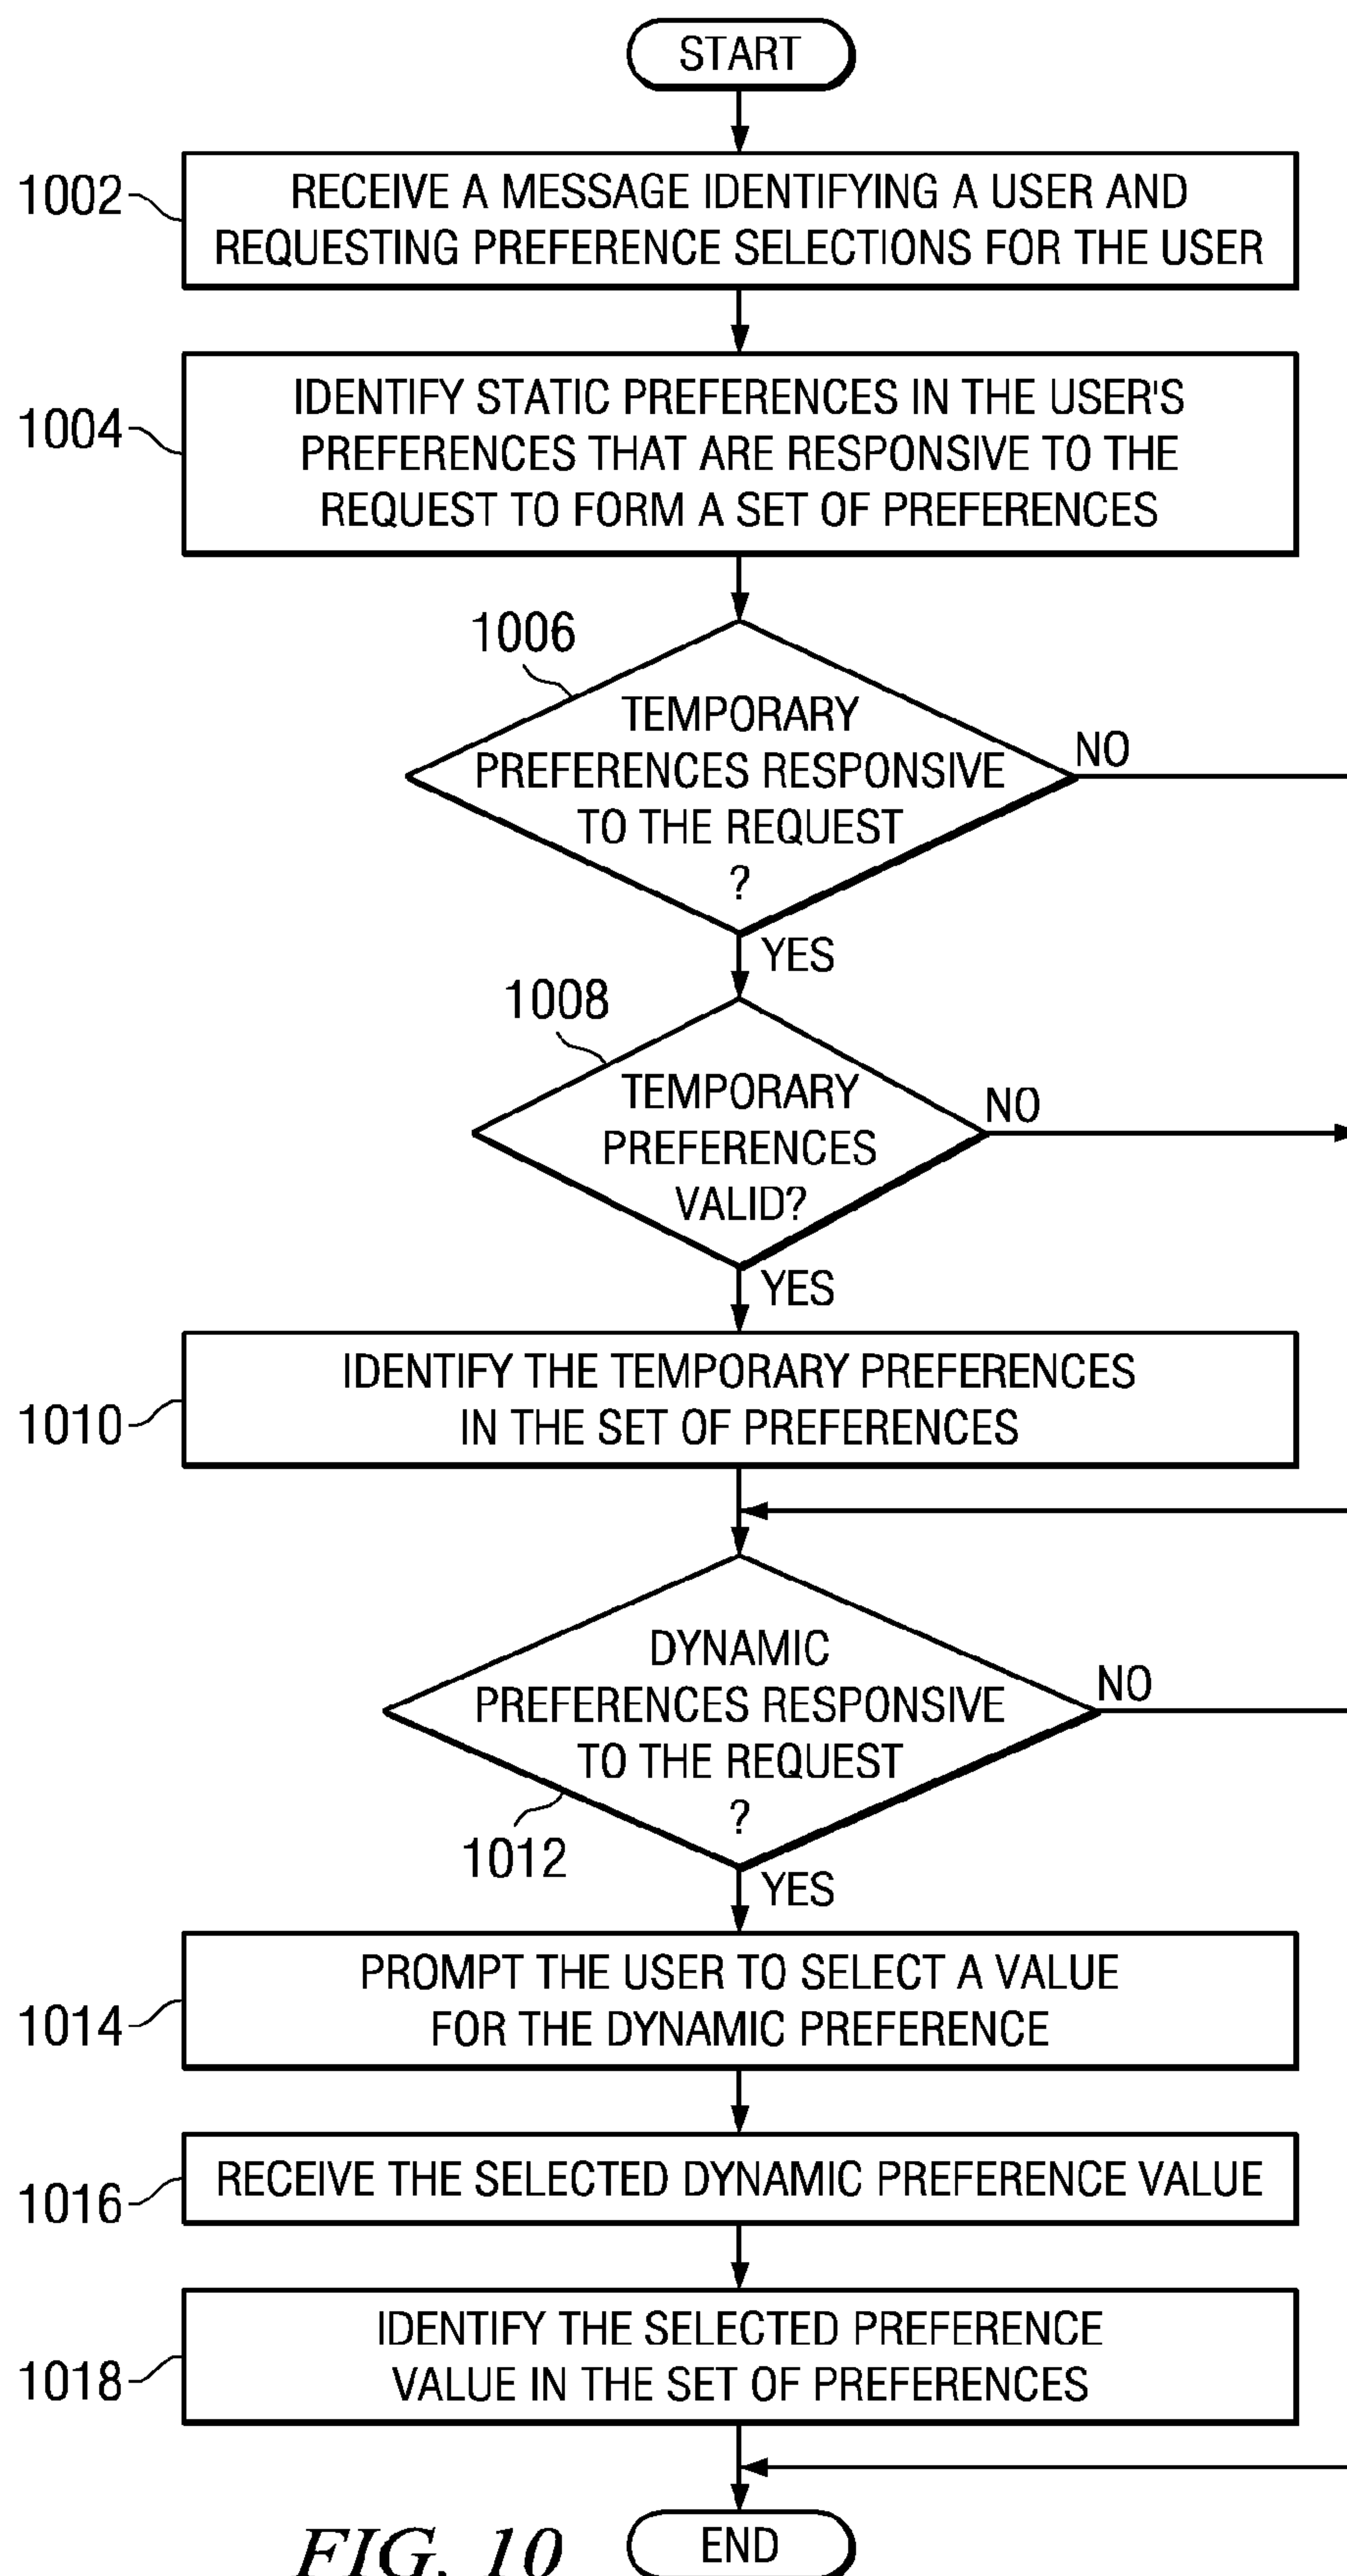 START
1002
RECEIVE A MESSAGE IDENTIFYING A USER AND
REQUESTING PREFERENCE SELECTIONS FOR THE USER
1004
IDENTIFY STATIC PREFERENCES IN THE USER'S
PREFERENCES THAT ARE RESPONSIVE TO THE
REQUEST TO FORM A SET OF PREFERENCES
1006
TEMPORARY
PREFERENCES RESPONSIVE
TO THE REQUEST
?
NO
YES
1008
TEMPORARY
PREFERENCES
VALID?
NO
YES
1010
IDENTIFY THE TEMPORARY PREFERENCES
IN THE SET OF PREFERENCES
DYNAMIC
PREFERENCES RESPONSIVE
TO THE REQUEST
?
NO
1012
YES
1014
PROMPT THE USER TO SELECT A VALUE
FOR THE DYNAMIC PREFERENCE
1016
RECEIVE THE SELECTED DYNAMIC PREFERENCE VALUE
1018
IDENTIFY THE SELECTED PREFERENCE
VALUE IN THE SET OF PREFERENCES
FIG. 10
END